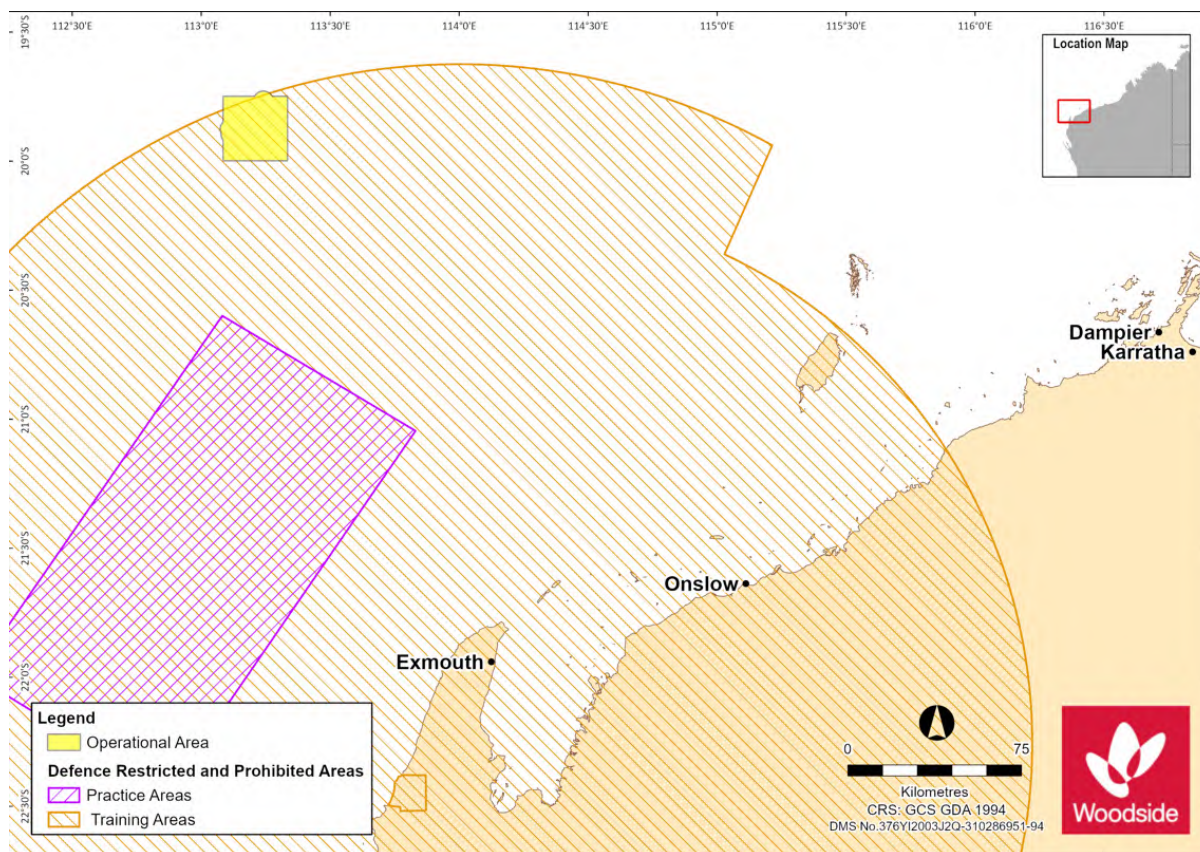 112°30'E 113°0'E 113°30'E 114°0'E 114°30'E 115°0'E 115°30'E 116°0'E 116°30'E
19°30'S
20°0'S
20°30'S
21°0'S
21°30'S
22°0'S
22°30'S
Location Map
Dampier
Karratha
Onslow
Exmouth
Legend
Operational Area
Defence Restricted and Prohibited Areas
Practice Areas
Training Areas
0 75
Kilometres
CRS: GCS GDA 1994
DMS No.376YI2003J2Q-310286951-94
Woodside